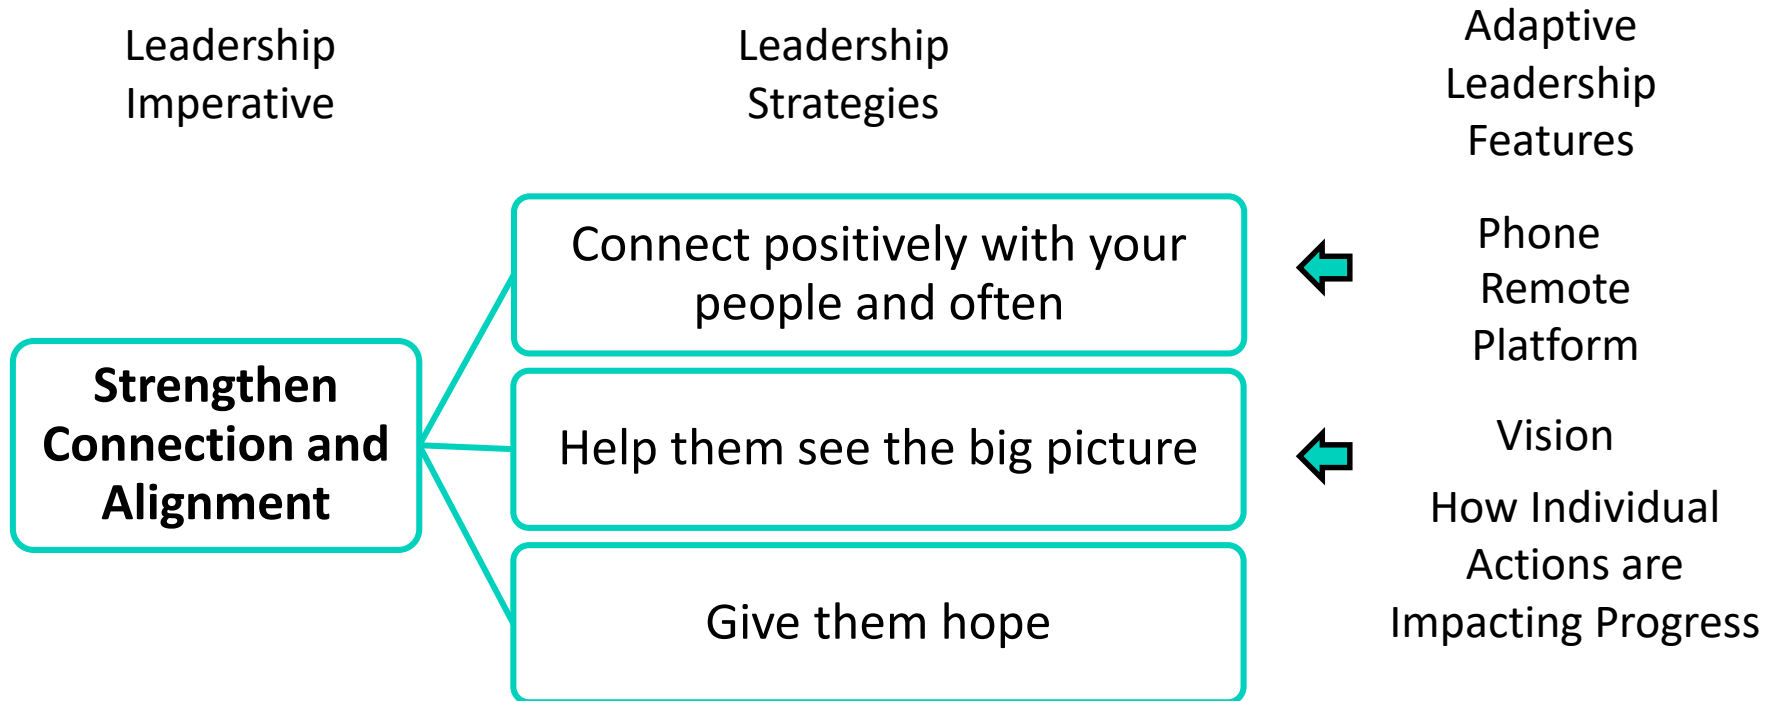 Leadership
Imperative
Leadership
Strategies
Adaptive
Leadership
Features
Strengthen
Connection and
Alignment
Connect positively with your
people and often
Help them see the big picture
Give them hope
Phone
Remote
Platform
Vision
How Individual
Actions are
Impacting Progress